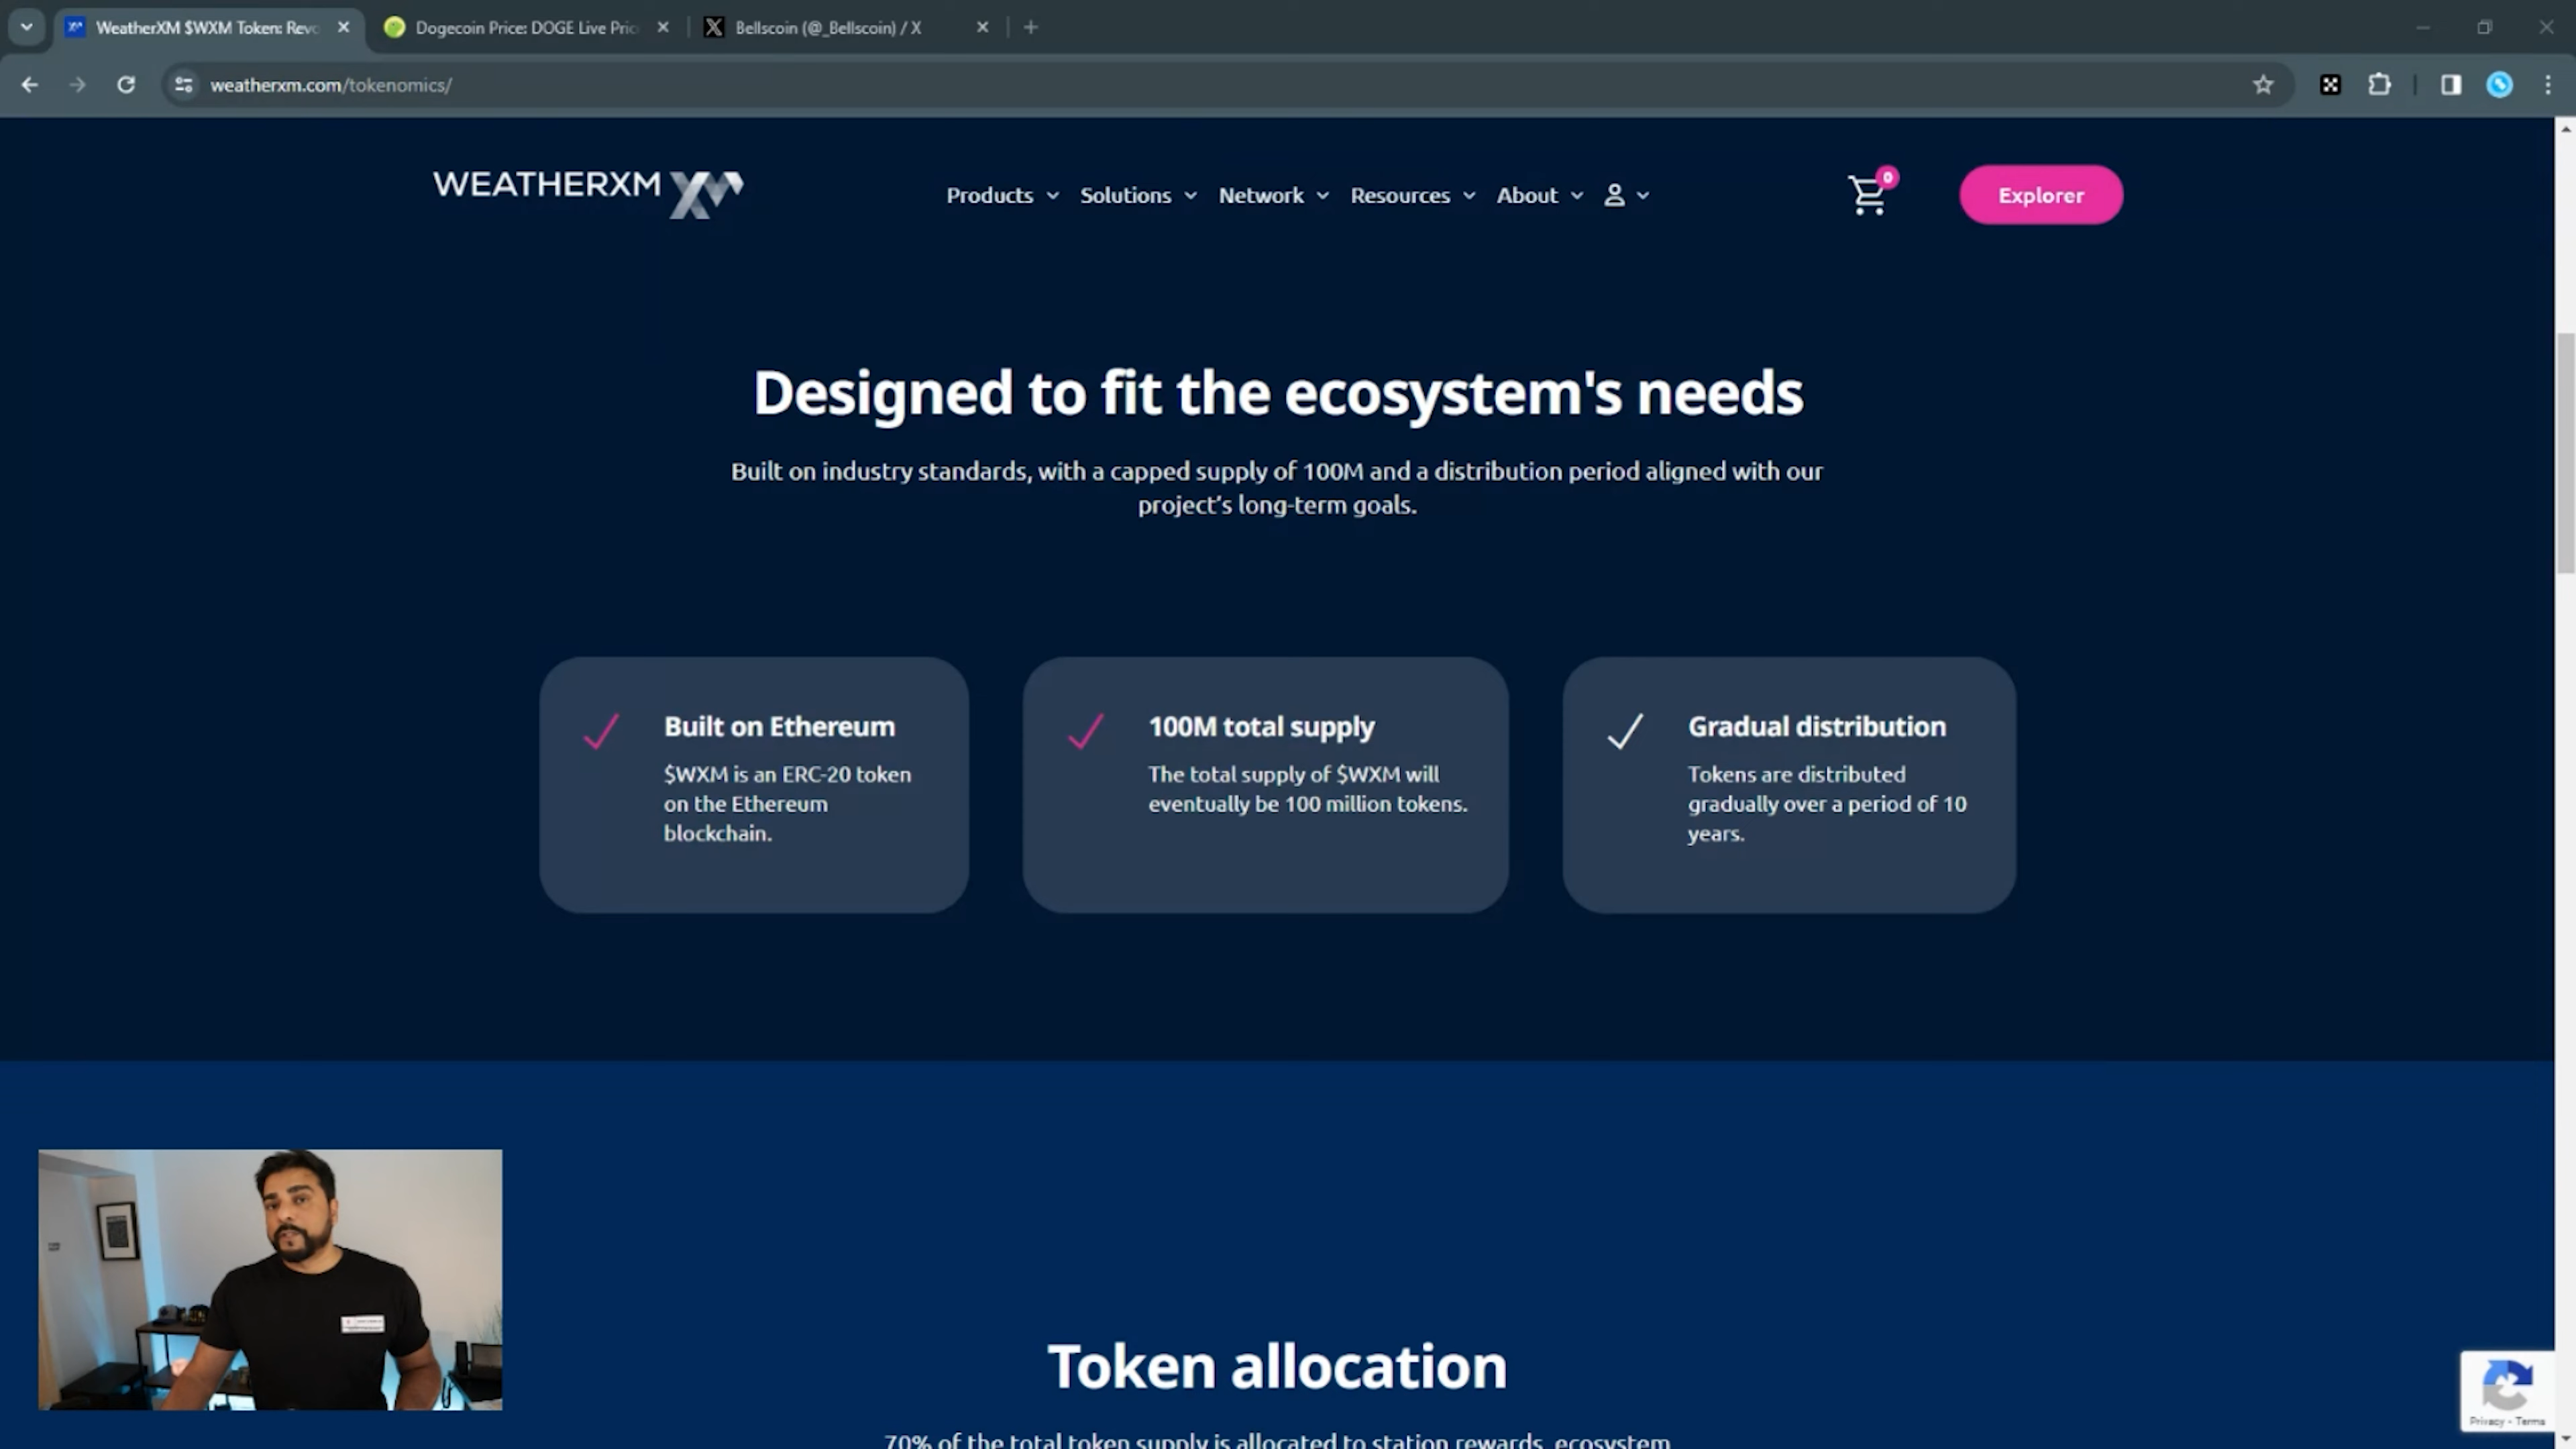 WeatherXM $WXM Token: Revo
Dogecoin Price: DOGE Live Pric
Bellscoin (@_Bellscoin) / X
weatherxm.com/tokenomics/
WEATHERXM XM
Products
Solutions
Network
Resources
About
0
Explorer
Designed to fit the ecosystem's needs
Built on industry standards, with a capped supply of 100M and a distribution period aligned with our
project's long-term goals.
Built on Ethereum
$WXM is an ERC-20 token
on the Ethereum
blockchain.
100M total supply
The total supply of $WXM will
eventually be 100 million tokens.
Gradual distribution
Tokens are distributed
gradually over a period of 10
years.
Token allocation
70% of the total token supply is allocated to station rewards, ecosystem
Privacy - Terms